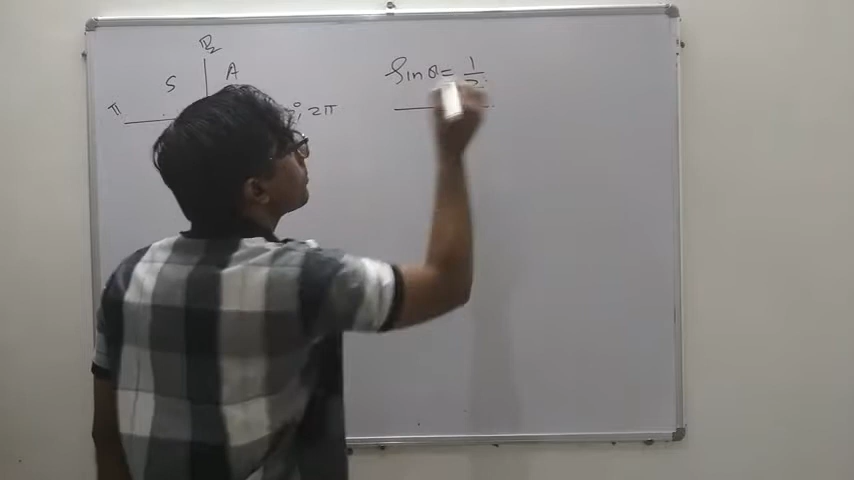 π/2
S A
π
, 2π
Sin θ = 1/2